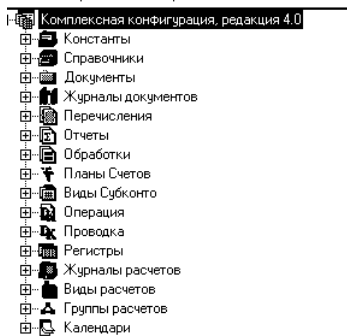 Комплексная конфигурация, редакция 4.0
Константы
Справочники
Документы
Журналы документов
Перечисления
Отчеты
Обработки
Планы Счетов
Виды Субконто
Операция
Проводка
Регистры
Журналы расчетов
Виды расчетов
Группы расчетов
Календари